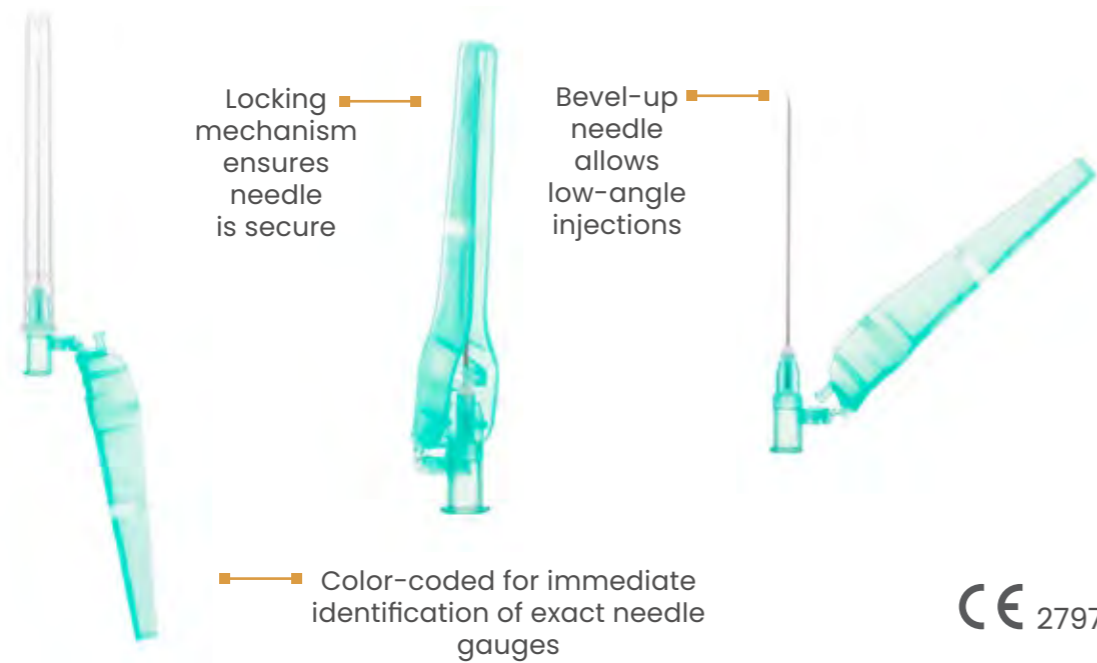 Locking
mechanism
ensures
needle
is secure
Bevel-up
needle
allows
low-angle
injections
Color-coded for immediate
identification of exact needle
gauges
CE 2797